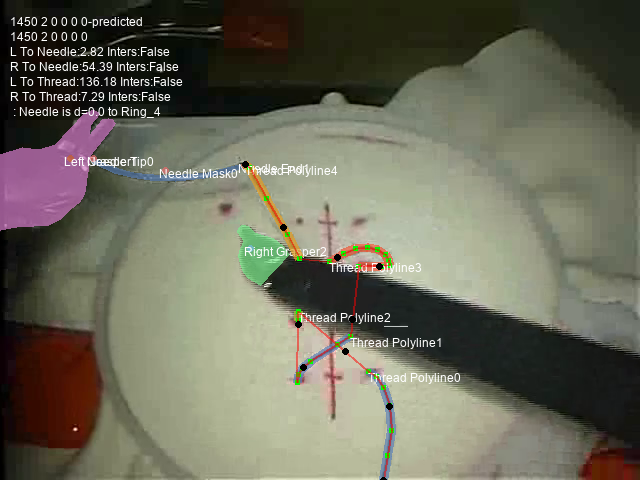 1450 2 0 0 0 0-predicted
1450 2 0 0 0 0
L To Needle:2.82 Inters:False
R To Needle:54.39 Inters:False
L To Thread:136.18 Inters:False
R To Thread:7.29 Inters:False
: Needle is d=0.0 to Ring_4
Needle Mask0
Thread Polyline4
Right Grasper2
Thread Polyline3
Thread Polyline2
Thread Polyline1
Thread Polyline0